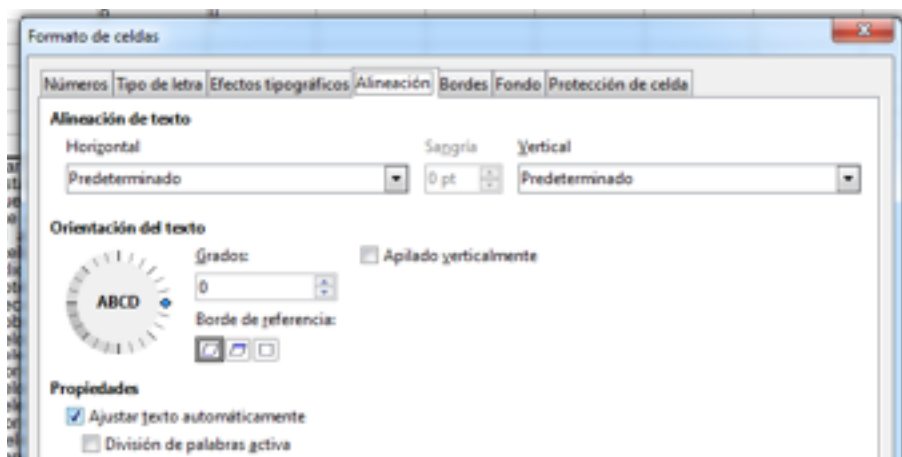 Formato de celdas
Números Tipo de letra Efectos tipográficos Alineación Bordes Fondo Protección de celda
Alineación de texto
Horizontal Sangría Vertical
Predeterminado 0 pt Predeterminado
Orientación del texto
Grados: Apilado verticalmente
0
ABCD
Borde de referencia:
Propiedades
Ajustar texto automáticamente
División de palabras activa